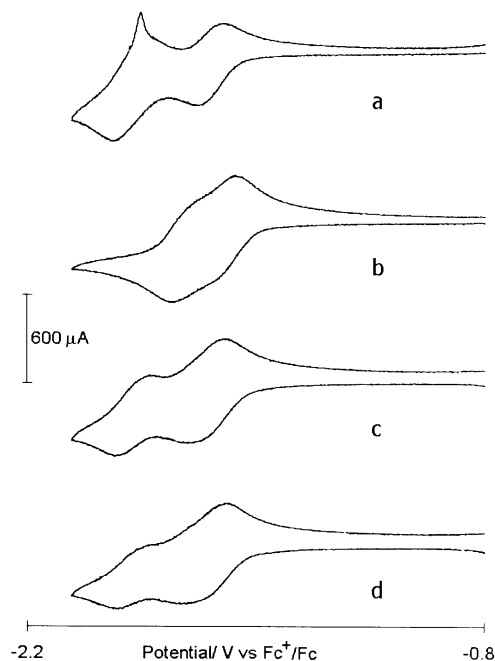 a
b
600 μA
c
d
-2.2 Potential/ V vs Fc⁺/Fc -0.8